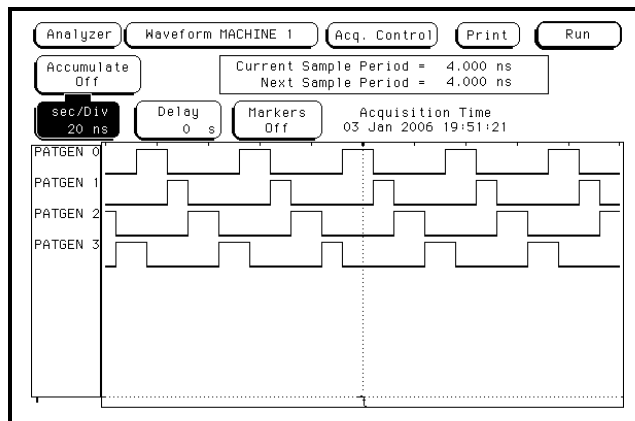 Analyzer Waveform MACHINE 1 Acq. Control Print Run
Accumulate
Off
Current Sample Period = 4.000 ns
Next Sample Period = 4.000 ns
sec/Div
20 ns
Delay
0 s
Markers
Off
Acquisition Time
03 Jan 2006 19:51:21
PATGEN 0
PATGEN 1
PATGEN 2
PATGEN 3
t